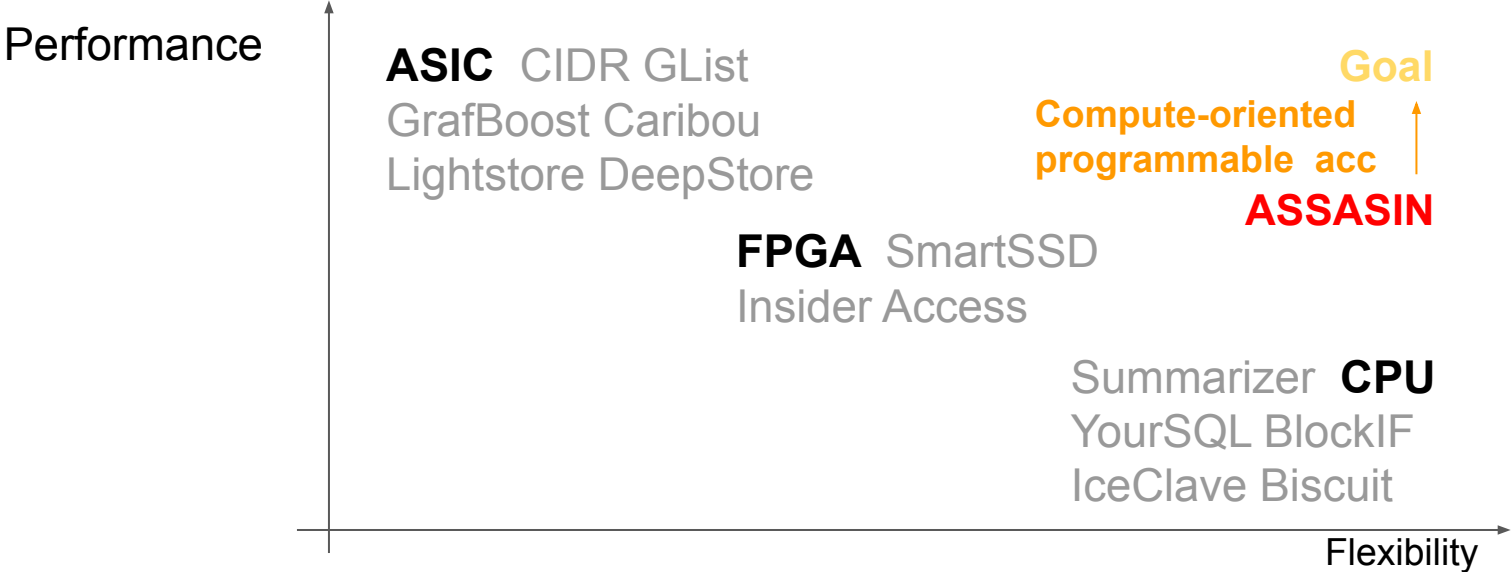 Performance
ASIC CIDR GList
GrafBoost Caribou
Lightstore DeepStore
Goal
Compute-oriented
programmable acc
ASSASIN
FPGA SmartSSD
Insider Access
Summarizer CPU
YourSQL BlockIF
IceClave Biscuit
Flexibility